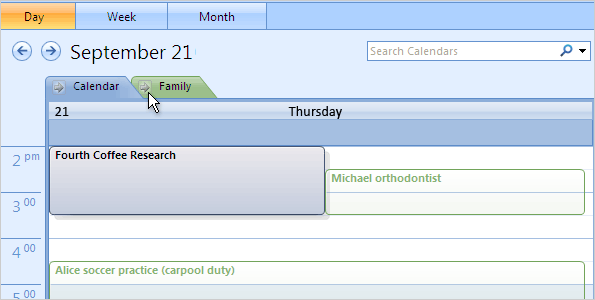 Day Week Month
September 21 Search Calendars
Calendar Family
21 Thursday
2 pm
Fourth Coffee Research
Michael orthodontist
3 00
4 00
Alice soccer practice (carpool duty)
5 00